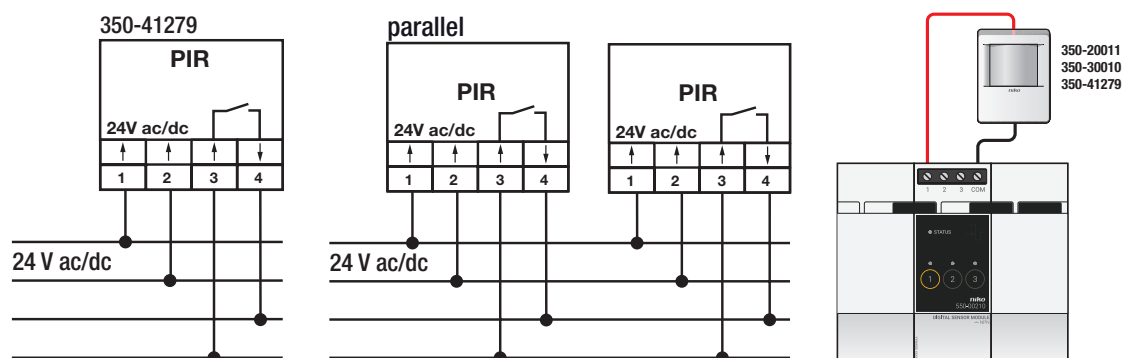 350-41279
PIR
24V ac/dc
1 2 3 4
24 V ac/dc
parallel
PIR
24V ac/dc
1 2 3 4
PIR
24V ac/dc
1 2 3 4
24 V ac/dc
350-20011
350-30010
350-41279
niko
1 2 3 COM
STATUS
1 2 3
niko
550-00210
DIGITAL SENSOR MODULE